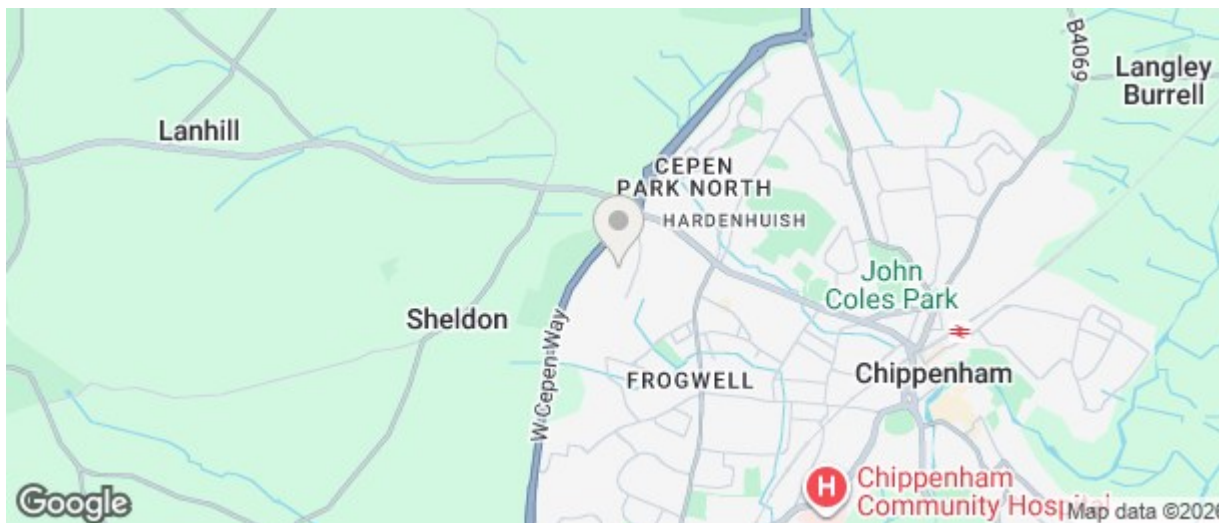 B4069
Langley
Burrell
Lanhill
CEPEN
PARK NORTH
HARDENHUISH
John
Coles Park
Sheldon
W Cepen Way
FROGWELL
Chippenham
H
Chippenham
Community Hospital
Google
Map data ©2026